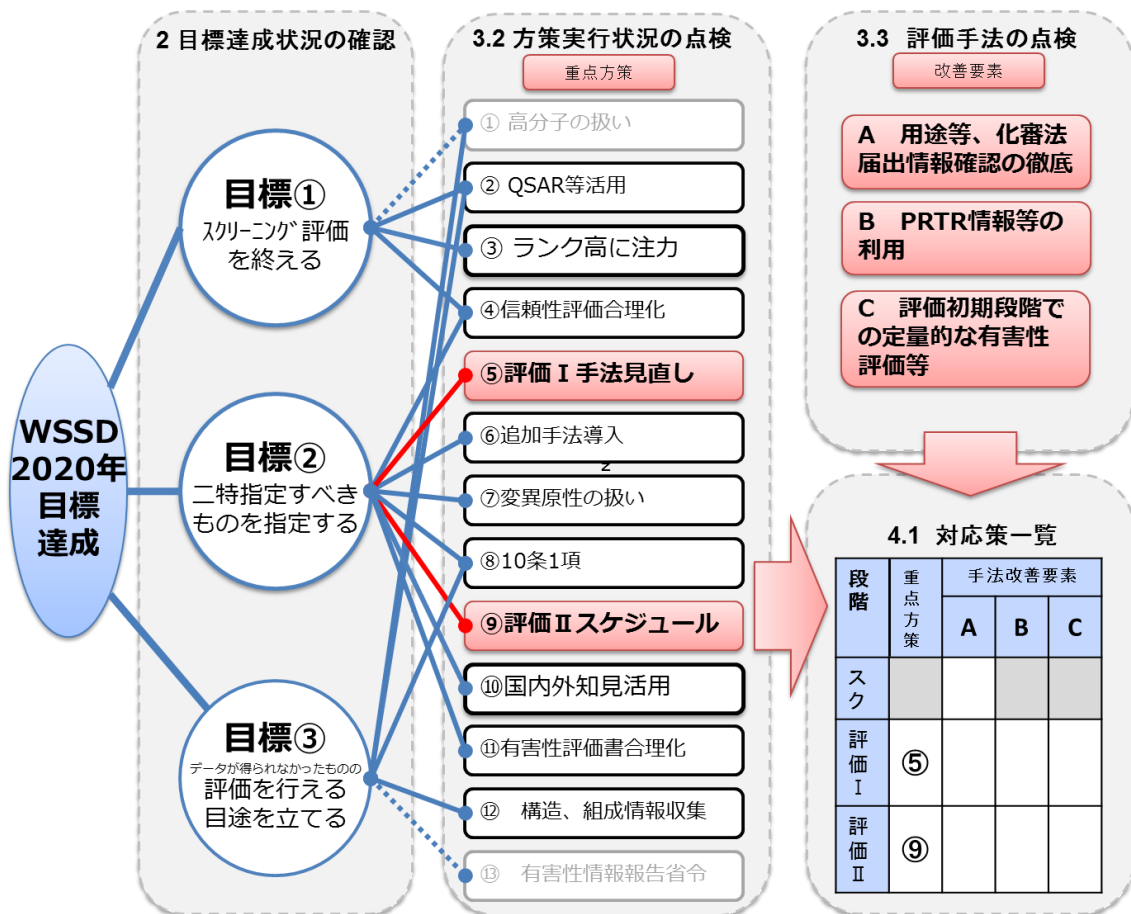 2 目標達成状況の確認
3.2 方策実行状況の点検
重点方策
3.3 評価手法の点検
改善要素
WSSD
2020年
目標
達成
目標①
スクリーニング評価
を終える
目標②
二特指定すべき
ものを指定する
目標③
データが得られなかったものの
評価を行える
目途を立てる
① 高分子の扱い
② QSAR等活用
③ ランク高に注力
④信頼性評価合理化
⑤評価Ⅰ手法見直し
⑥追加手法導入
2
⑦変異原性の扱い
⑧10条1項
⑨評価Ⅱスケジュール
⑩国内外知見活用
⑪有害性評価書合理化
⑫ 構造、組成情報収集
⑬ 有害性情報報告省令
A 用途等、化審法
届出情報確認の徹底
B PRTR情報等の
利用
C 評価初期段階で
の定量的な有害性
評価等
4.1 対応策一覧
段階
重点方策
手法改善要素
A B C
スク
評価Ⅰ
⑤
評価Ⅱ
⑨